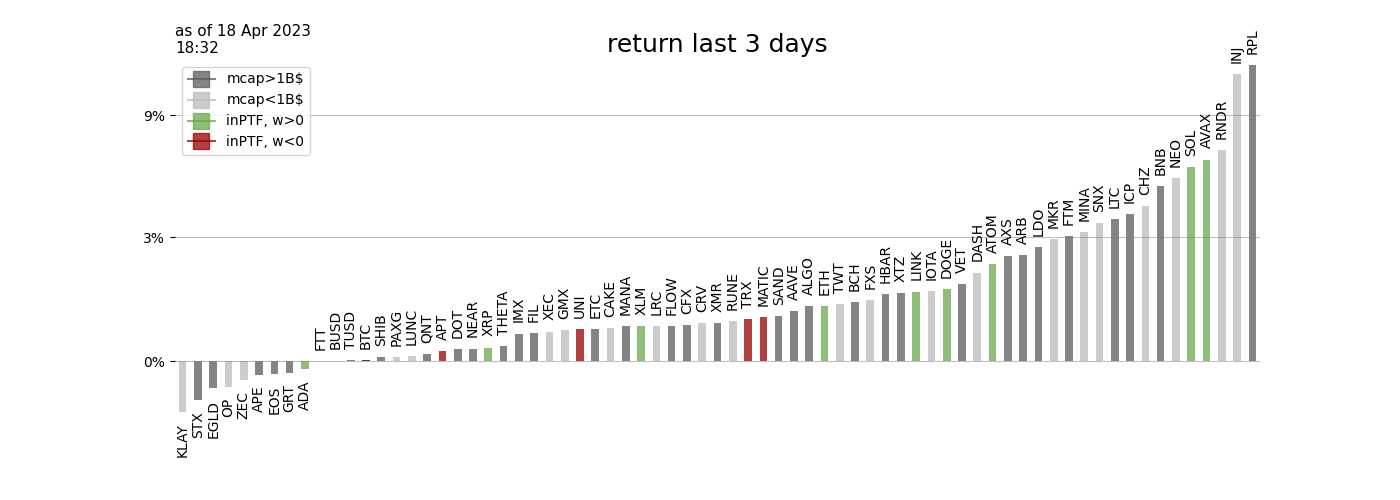 as of 18 Apr 2023
18:32
return last 3 days
mcap>1B$
mcap<1B$
inPTF, w>0
inPTF, w<0
9%
3%
0%
KLAY
STX
EGLD
OP
ZEC
APE
EOS
GRT
ADA
FTT
BUSD
TUSD
BTC
SHIB
PAXG
LUNC
QNT
APT
DOT
NEAR
XRP
THETA
IMX
FIL
XEC
GMX
UNI
ETC
CAKE
MANA
XLM
LRC
FLOW
CFX
CRV
XMR
RUNE
TRX
MATIC
SAND
AAVE
ALGO
ETH
TWT
BCH
FXS
HBAR
XTZ
LINK
IOTA
DOGE
VET
DASH
ATOM
AXS
ARB
LDO
MKR
FTM
MINA
SNX
LTC
ICP
CHZ
BNB
NEO
SOL
AVAX
RNDR
INJ
RPL